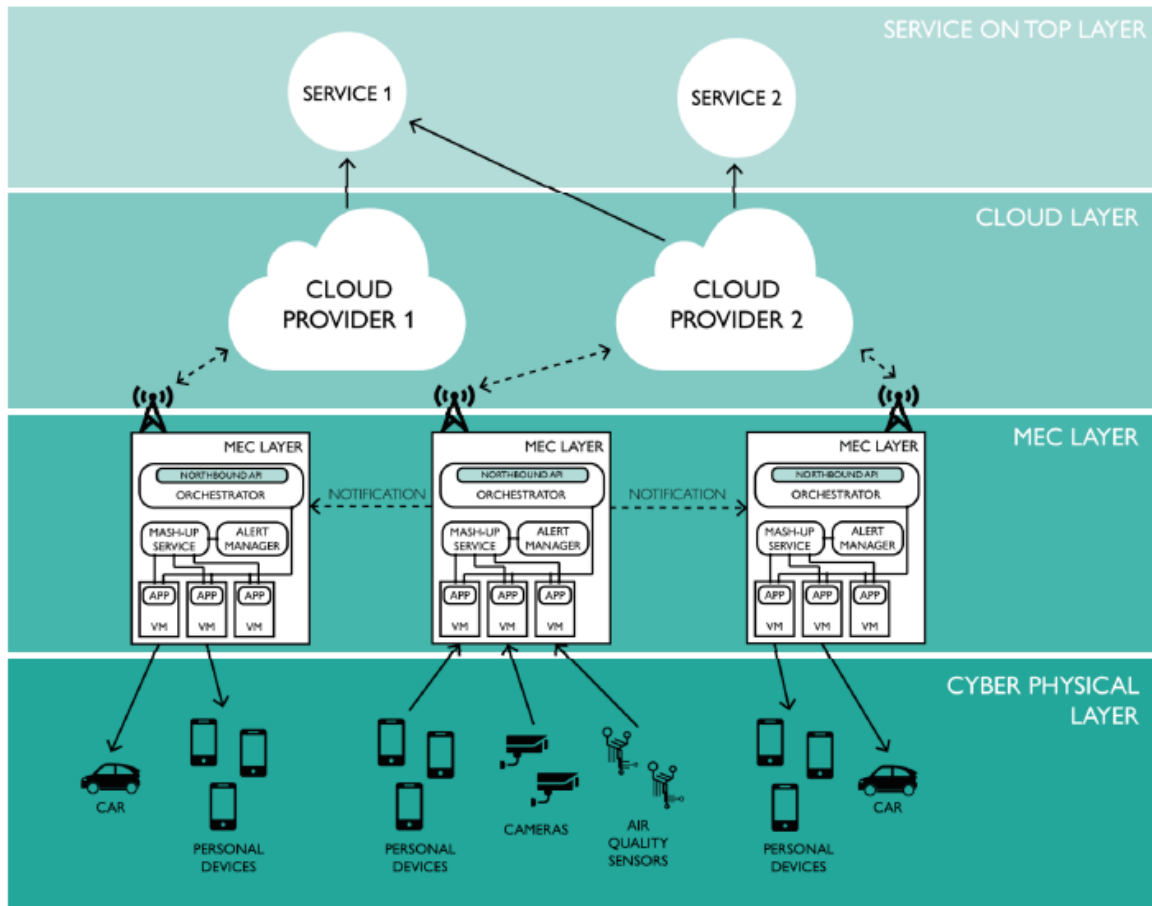 SERVICE ON TOP LAYER
SERVICE 1
SERVICE 2
CLOUD LAYER
CLOUD
PROVIDER 1
CLOUD
PROVIDER 2
MEC LAYER
MEC LAYER
NORTHBOUND API
ORCHESTRATOR
MASH-UP
SERVICE
ALERT
MANAGER
APP
APP
APP
VM
VM
VM
NOTIFICATION
MEC LAYER
NORTHBOUND API
ORCHESTRATOR
MASH-UP
SERVICE
ALERT
MANAGER
APP
APP
APP
VM
VM
VM
NOTIFICATION
MEC LAYER
NORTHBOUND API
ORCHESTRATOR
MASH-UP
SERVICE
ALERT
MANAGER
APP
APP
APP
VM
VM
VM
CYBER PHYSICAL
LAYER
CAR
PERSONAL
DEVICES
PERSONAL
DEVICES
CAMERAS
AIR
QUALITY
SENSORS
PERSONAL
DEVICES
CAR